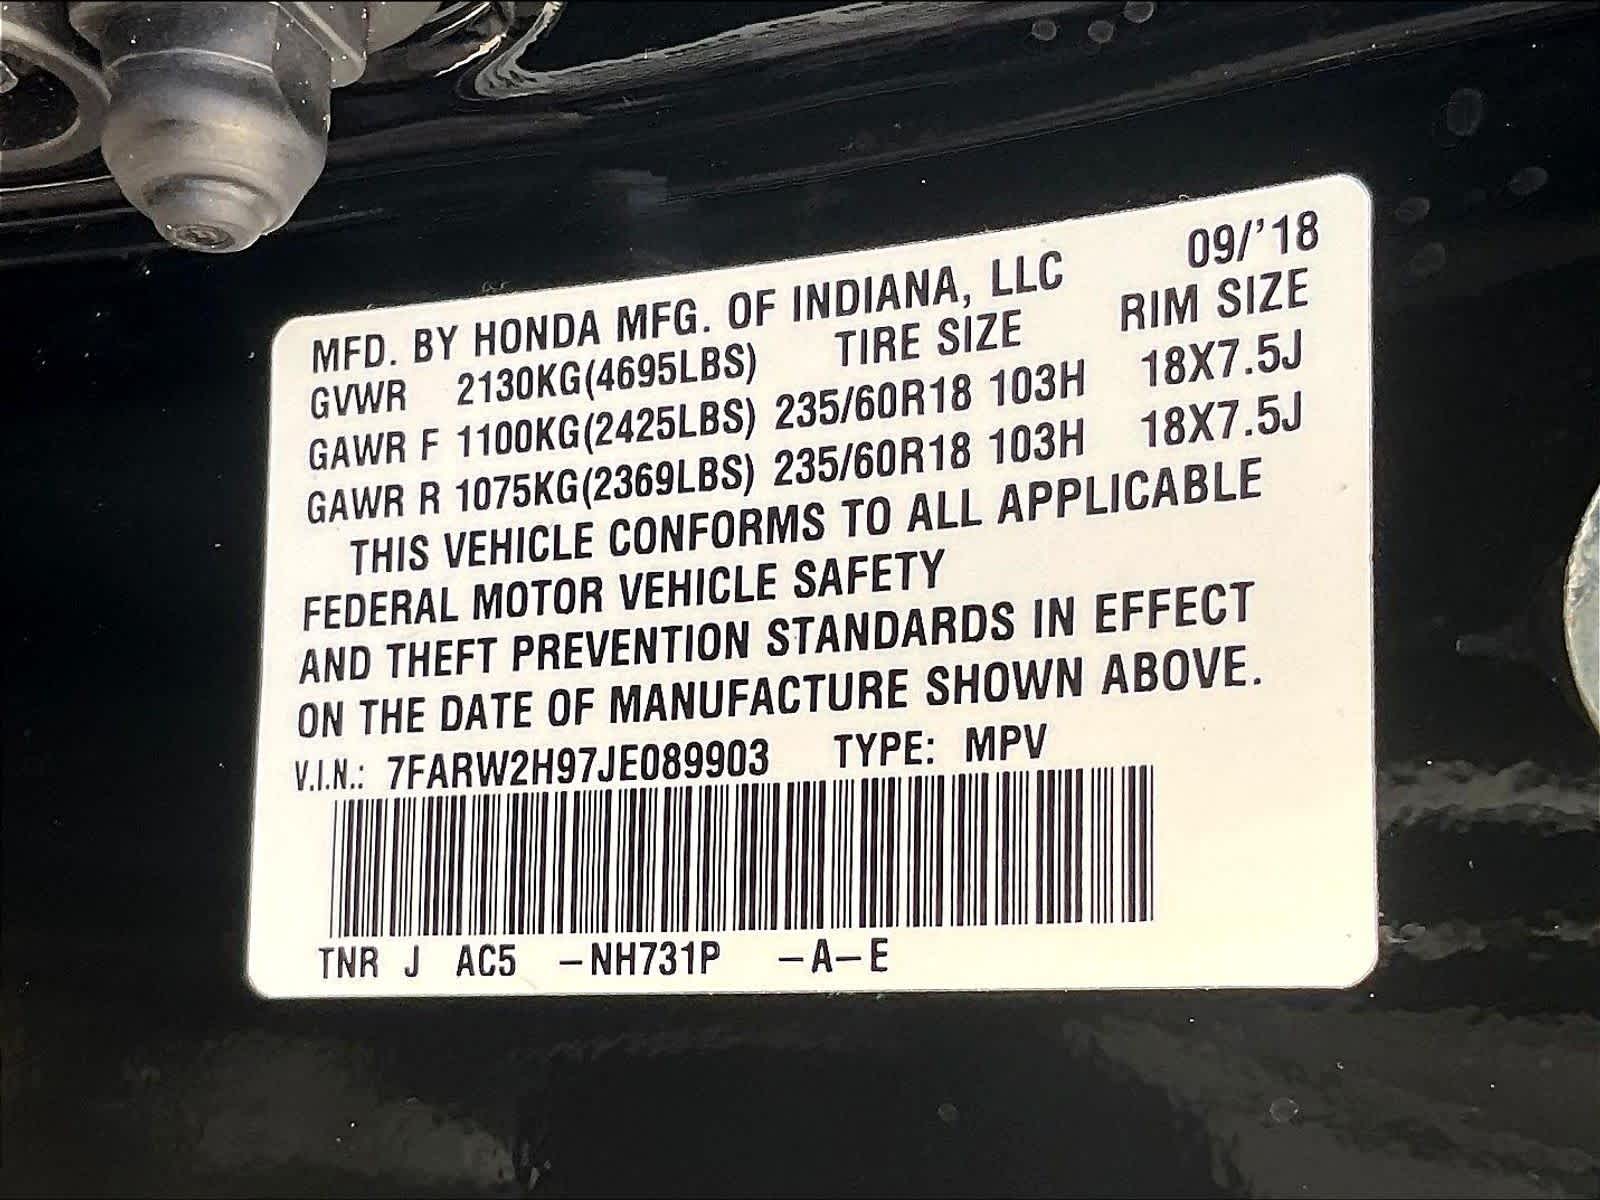 MFD. BY HONDA MFG. OF INDIANA, LLC 09/'18
GVWR 2130KG(4695LBS) TIRE SIZE RIM SIZE
GAWR F 1100KG(2425LBS) 235/60R18 103H 18X7.5J
GAWR R 1075KG(2369LBS) 235/60R18 103H 18X7.5J
THIS VEHICLE CONFORMS TO ALL APPLICABLE
FEDERAL MOTOR VEHICLE SAFETY
AND THEFT PREVENTION STANDARDS IN EFFECT
ON THE DATE OF MANUFACTURE SHOWN ABOVE.
V.I.N.: 7FARW2H97JE089903 TYPE: MPV
TNR J AC5 –NH731P –A–E